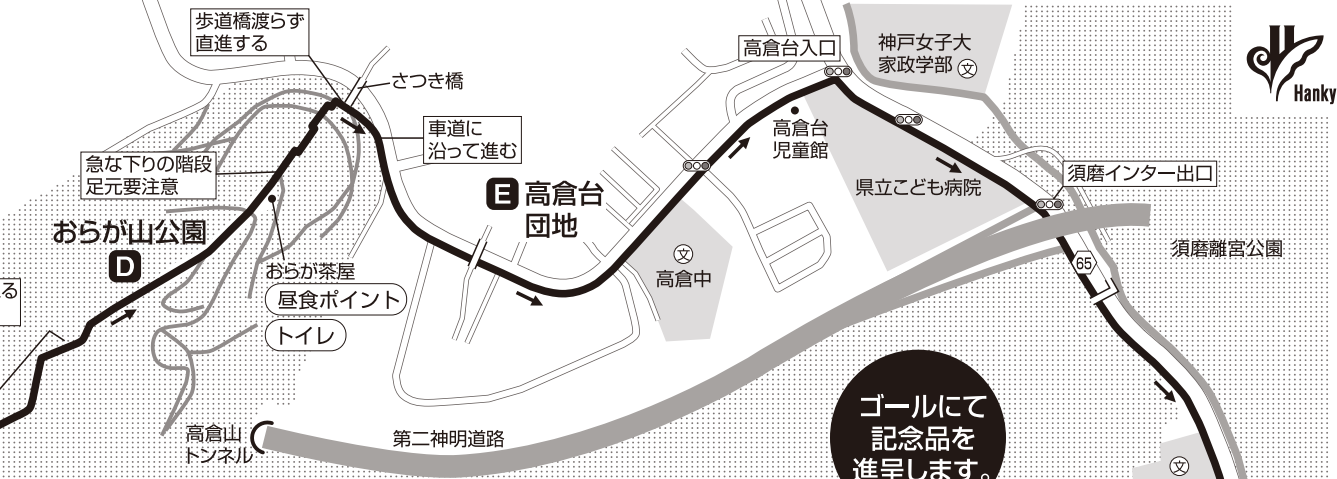 歩道橋渡らず
直進する
さつき橋
車道に
沿って進む
急な下りの階段
足元要注意
おらが山公園
D
おらが茶屋
昼食ポイント
トイレ
る
E 高倉台
団地
高倉台入口
神戸女子大
家政学部 文
Hanky
高倉台
児童館
県立こども病院
須磨インター出口
文
高倉中
65
須磨離宮公園
高倉山
トンネル
第二神明道路
ゴールにて
記念品を
進呈します。
文